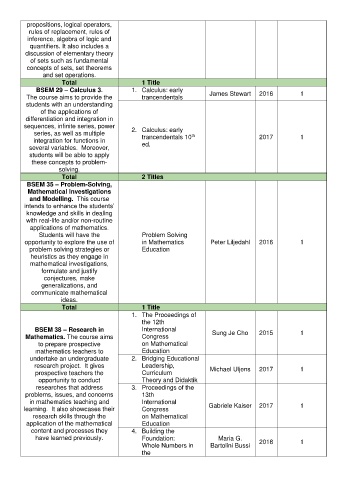 propositions, logical operators,
rules of replacement, rules of
inference, algebra of logic and
quantifiers. It also includes a
discussion of elementary theory
of sets such as fundamental
concepts of sets, set theorems
and set operations.
Total 1 Title
BSEM 29 – Calculus 3.
The course aims to provide the
students with an understanding
of the applications of
differentiation and integration in
sequences, infinite series, power
series, as well as multiple
integration for functions in
several variables. Moreover,
students will be able to apply
these concepts to problem-
solving.
1. Calculus: early
trancendentals
James Stewart 2016 1
2. Calculus: early
trancendentals 10th
ed.
2017 1
Total 2 Titles
BSEM 35 – Problem-Solving,
Mathematical Investigations
and Modelling. This course
intends to enhance the students'
knowledge and skills in dealing
with real-life and/or non-routine
applications of mathematics.
Students will have the
opportunity to explore the use of
problem solving strategies or
heuristics as they engage in
mathematical investigations,
formulate and justify
conjectures, make
generalizations, and
communicate mathematical
ideas.
Problem Solving
in Mathematics
Education
Peter Liljedahl 2016 1
Total 1 Title
BSEM 38 – Research in
Mathematics. The course aims
to prepare prospective
mathematics teachers to
undertake an undergraduate
research project. It gives
prospective teachers the
opportunity to conduct
researches that address
problems, issues, and concerns
in mathematics teaching and
learning. It also showcases their
research skills through the
application of the mathematical
content and processes they
have learned previously.
1. The Proceedings of
the 12th
International
Congress
on Mathematical
Education
Sung Je Cho 2015 1
2. Bridging Educational
Leadership,
Curriculum
Theory and Didaktik
Michael Uljens 2017 1
3. Proceedings of the
13th
International
Congress
on Mathematical
Education
Gabriele Kaiser 2017 1
4. Building the
Foundation:
Whole Numbers in
the
Maria G.
Bartolini Bussi
2018 1